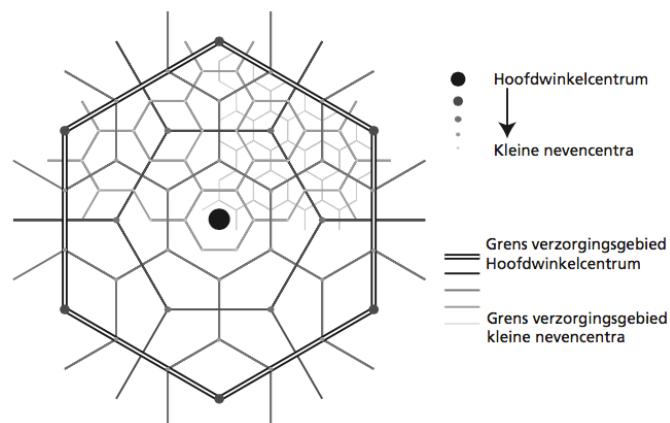 Hoofdwinkelcentrum
Kleine nevencentra
Grens verzorgingsgebied
Hoofdwinkelcentrum
Grens verzorgingsgebied
kleine nevencentra